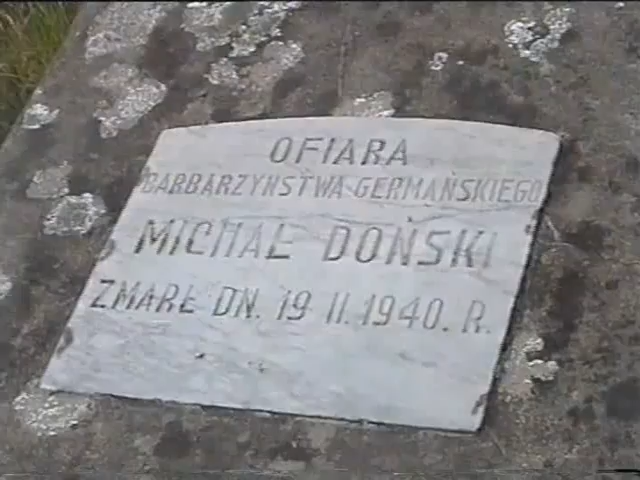 OFIARA
BARBARZYŃSTWA GERMAŃSKIEGO
MICHAŁ DOŃSKI
ZMARŁ DN. 19 II. 1940. R.